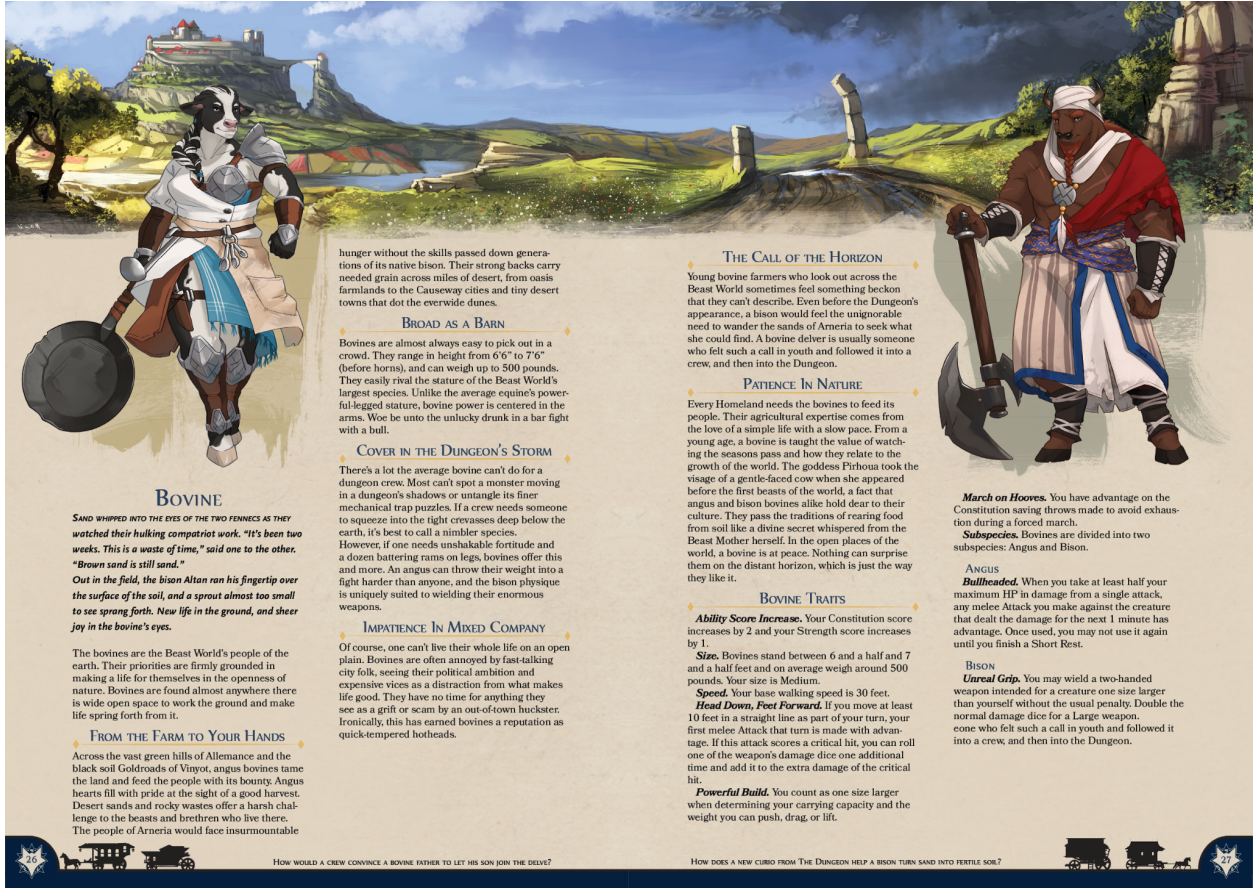 BOVINE
SAND WHIPPED INTO THE EYES OF THE TWO FENNECS AS THEY
watched their hulking compatriot work. “It’s been two
weeks. This is a waste of time,” said one to the other.
“Brown sand is still sand.”
Out in the field, the bison Altan ran his fingertip over
the surface of the soil, and a sprout almost too small
to see sprang forth. New life in the ground, and sheer
joy in the bovine’s eyes.
The bovines are the Beast World’s people of the
earth. Their priorities are firmly grounded in
making a life for themselves in the openness of
nature. Bovines are found almost anywhere there
is wide open space to work the ground and make
life spring forth from it.
FROM THE FARM TO YOUR HANDS
Across the vast green hills of Allemance and the
black soil Goldroads of Vinyot, angus bovines tame
the land and feed the people with its bounty. Angus
hearts fill with pride at the sight of a good harvest.
Desert sands and rocky wastes offer a harsh chal-
lenge to the beasts and brethren who live there.
The people of Arneria would face insurmountable
hunger without the skills passed down genera-
tions of its native bison. Their strong backs carry
needed grain across miles of desert, from oasis
farmlands to the Causeway cities and tiny desert
towns that dot the everwide dunes.
BROAD AS A BARN
Bovines are almost always easy to pick out in a
crowd. They range in height from 6’6” to 7’6”
(before horns), and can weigh up to 500 pounds.
They easily rival the stature of the Beast World’s
largest species. Unlike the average equine’s power-
ful-legged stature, bovine power is centered in the
arms. Woe be unto the unlucky drunk in a bar fight
with a bull.
COVER IN THE DUNGEON’S STORM
There’s a lot the average bovine can’t do for a
dungeon crew. Most can’t spot a monster moving
in a dungeon’s shadows or untangle its finer
mechanical trap puzzles. If a crew needs someone
to squeeze into the tight crevasses deep below the
earth, it’s best to call a nimbler species.
However, if one needs unshakable fortitude and
a dozen battering rams on legs, bovines offer this
and more. An angus can throw their weight into a
fight harder than anyone, and the bison physique
is uniquely suited to wielding their enormous
weapons.
IMPATIENCE IN MIXED COMPANY
Of course, one can’t live their whole life on an open
plain. Bovines are often annoyed by fast-talking
city folk, seeing their political ambition and
expensive vices as a distraction from what makes
life good. They have no time for anything they
see as a grift or scam by an out-of-town huckster.
Ironically, this has earned bovines a reputation as
quick-tempered hotheads.
26
HOW WOULD A CREW CONVINCE A BOVINE FATHER TO LET HIS SON JOIN THE DELVE?
THE CALL OF THE HORIZON
Young bovine farmers who look out across the
Beast World sometimes feel something beckon
that they can’t describe. Even before the Dungeon’s
appearance, a bison would feel the unignorable
need to wander the sands of Arneria to seek what
she could find. A bovine delver is usually someone
who felt such a call in youth and followed it into a
crew, and then into the Dungeon.
PATIENCE IN NATURE
Every Homeland needs the bovines to feed its
people. Their agricultural expertise comes from
the love of a simple life with a slow pace. From a
young age, a bovine is taught the value of watch-
ing the seasons pass and how they relate to the
growth of the world. The goddess Pirhoua took the
visage of a gentle-faced cow when she appeared
before the first beasts of the world, a fact that
angus and bison bovines alike hold dear to their
culture. They pass the traditions of rearing food
from soil like a divine secret whispered from the
Beast Mother herself. In the open places of the
world, a bovine is at peace. Nothing can surprise
them on the distant horizon, which is just the way
they like it.
BOVINE TRAITS
Ability Score Increase. Your Constitution score
increases by 2 and your Strength score increases
by 1.
Size. Bovines stand between 6 and a half and 7
and a half feet and on average weigh around 500
pounds. Your size is Medium.
Speed. Your base walking speed is 30 feet.
Head Down, Feet Forward. If you move at least
10 feet in a straight line as part of your turn, your
first melee Attack that turn is made with advan-
tage. If this attack scores a critical hit, you can roll
one of the weapon’s damage dice one additional
time and add it to the extra damage of the critical
hit.
Powerful Build. You count as one size larger
when determining your carrying capacity and the
weight you can push, drag, or lift.
March on Hooves. You have advantage on the
Constitution saving throws made to avoid exhaus-
tion during a forced march.
Subspecies. Bovines are divided into two
subspecies: Angus and Bison.
ANGUS
Bullheaded. When you take at least half your
maximum HP in damage from a single attack,
any melee Attack you make against the creature
that dealt the damage for the next 1 minute has
advantage. Once used, you may not use it again
until you finish a Short Rest.
BISON
Unreal Grip. You may wield a two-handed
weapon intended for a creature one size larger
than yourself without the usual penalty. Double the
normal damage dice for a Large weapon.
eone who felt such a call in youth and followed it
into a crew, and then into the Dungeon.
HOW DOES A NEW CURIO FROM THE DUNGEON HELP A BISON TURN SAND INTO FERTILE SOIL?
27